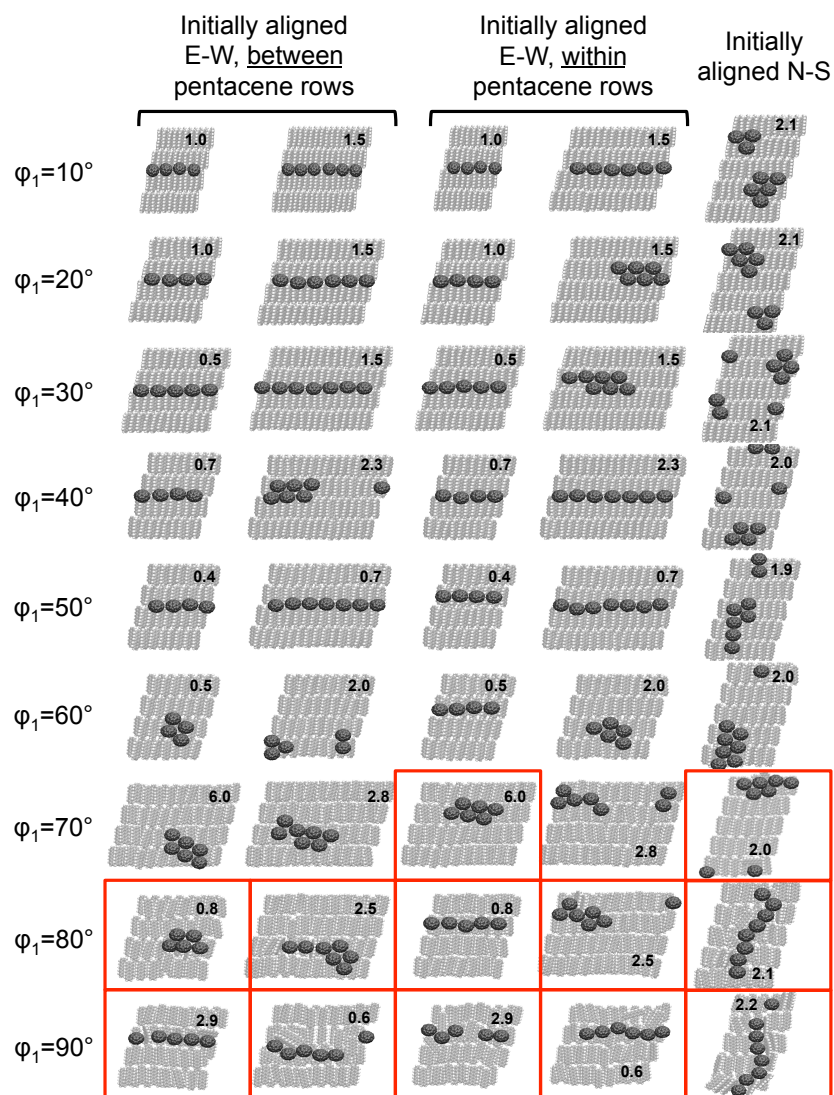 Initially aligned
E-W, between
pentacene rows
Initially aligned
E-W, within
pentacene rows
Initially
aligned N-S
φ1=10°
1.0
1.5
1.0
1.5
2.1
φ1=20°
1.0
1.5
1.0
1.5
2.1
φ1=30°
0.5
1.5
0.5
1.5
2.1
φ1=40°
0.7
2.3
0.7
2.3
2.0
φ1=50°
0.4
0.7
0.4
0.7
1.9
φ1=60°
0.5
2.0
0.5
2.0
2.0
φ1=70°
6.0
2.8
6.0
2.8
2.0
φ1=80°
0.8
2.5
0.8
2.5
2.1
φ1=90°
2.9
0.6
2.9
0.6
2.2